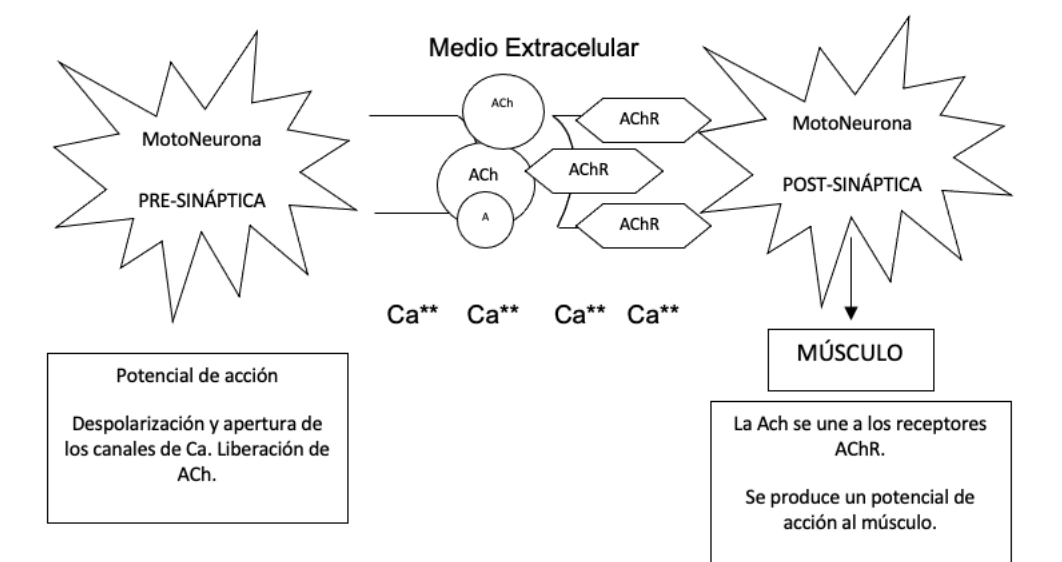 Medio Extracelular
MotoNeurona
PRE-SINÁPTICA
ACh
ACh
A
AChR
AChR
AChR
MotoNeurona
POST-SINÁPTICA
Ca** Ca** Ca** Ca**
MÚSCULO
Potencial de acción
Despolarización y apertura de
los canales de Ca. Liberación de
ACh.
La Ach se une a los receptores
AChR.
Se produce un potencial de
acción al músculo.